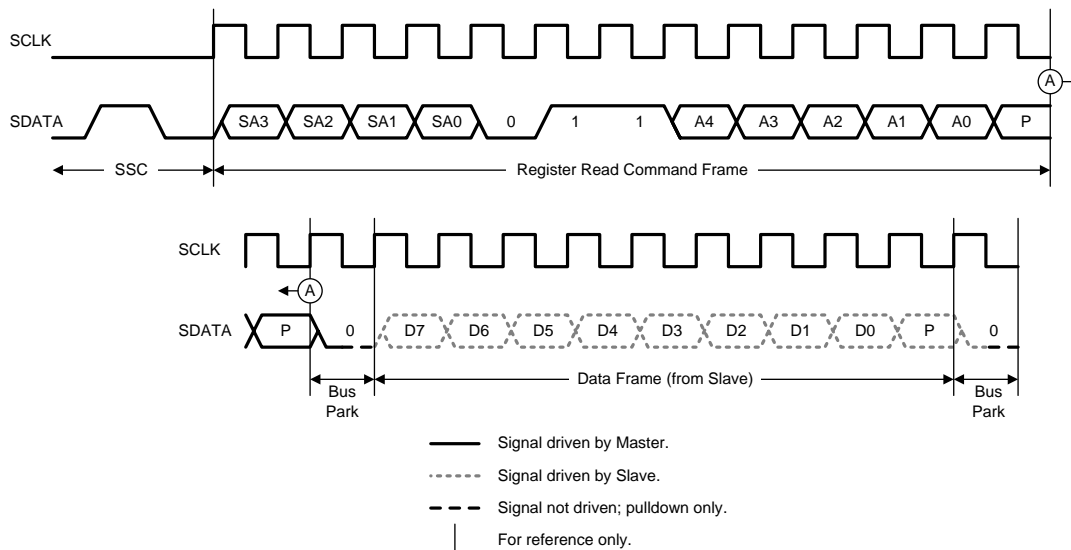 SCLK
A
SDATA SA3 SA2 SA1 SA0 0 1 1 A4 A3 A2 A1 A0 P
SSC Register Read Command Frame
SCLK
A
SDATA P 0 D7 D6 D5 D4 D3 D2 D1 D0 P 0
Bus Park Data Frame (from Slave) Bus Park
Signal driven by Master.
Signal driven by Slave.
Signal not driven; pulldown only.
For reference only.